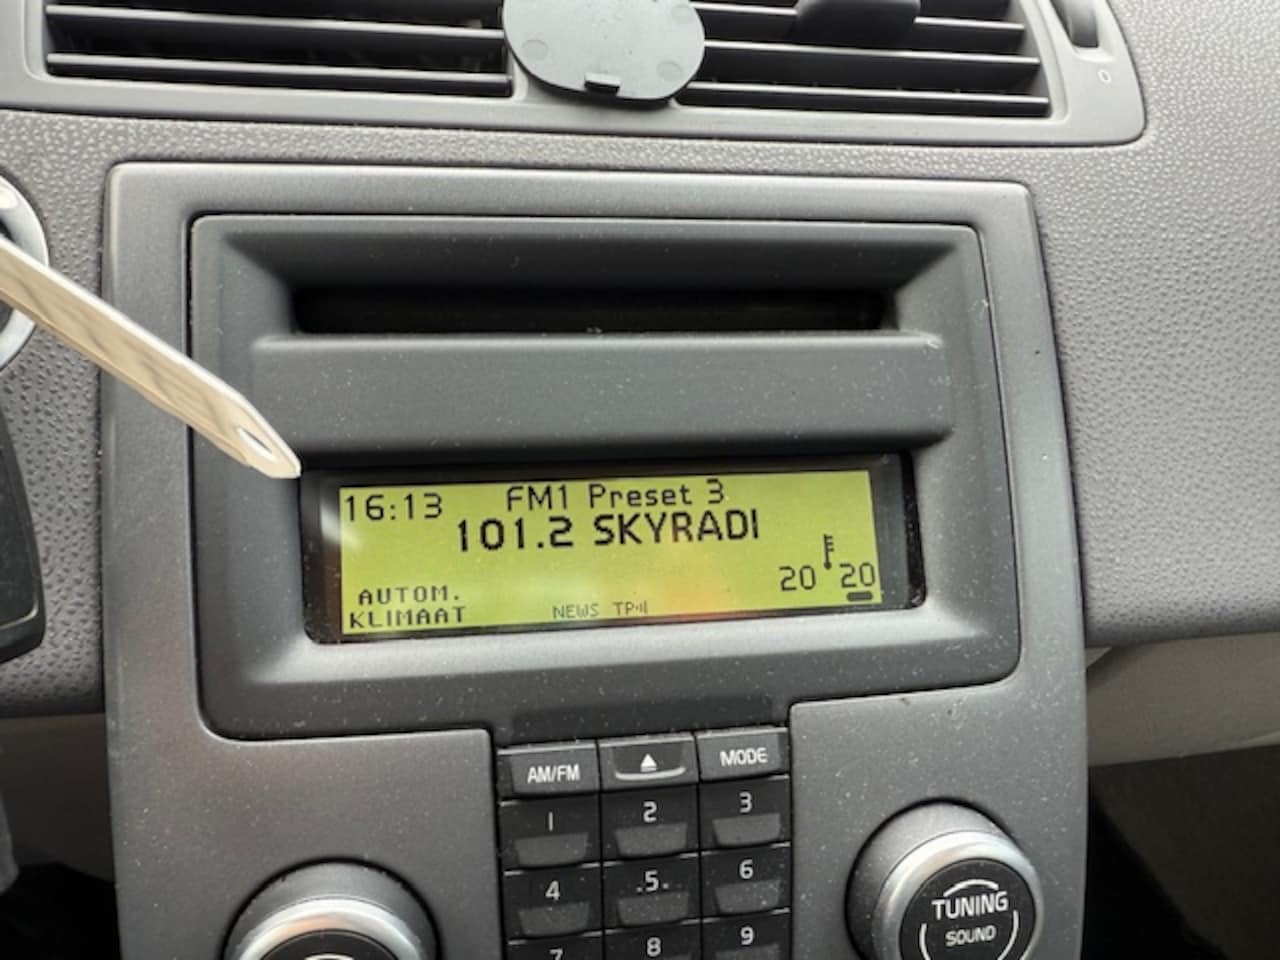 16:13 FM1 Preset 3
101.2 SKYRADI
20 20
AUTOM.
KLIMAAT NEWS TP
AM/FM MODE
1 2 3
4 .5. 6
7 8 9
TUNING
SOUND